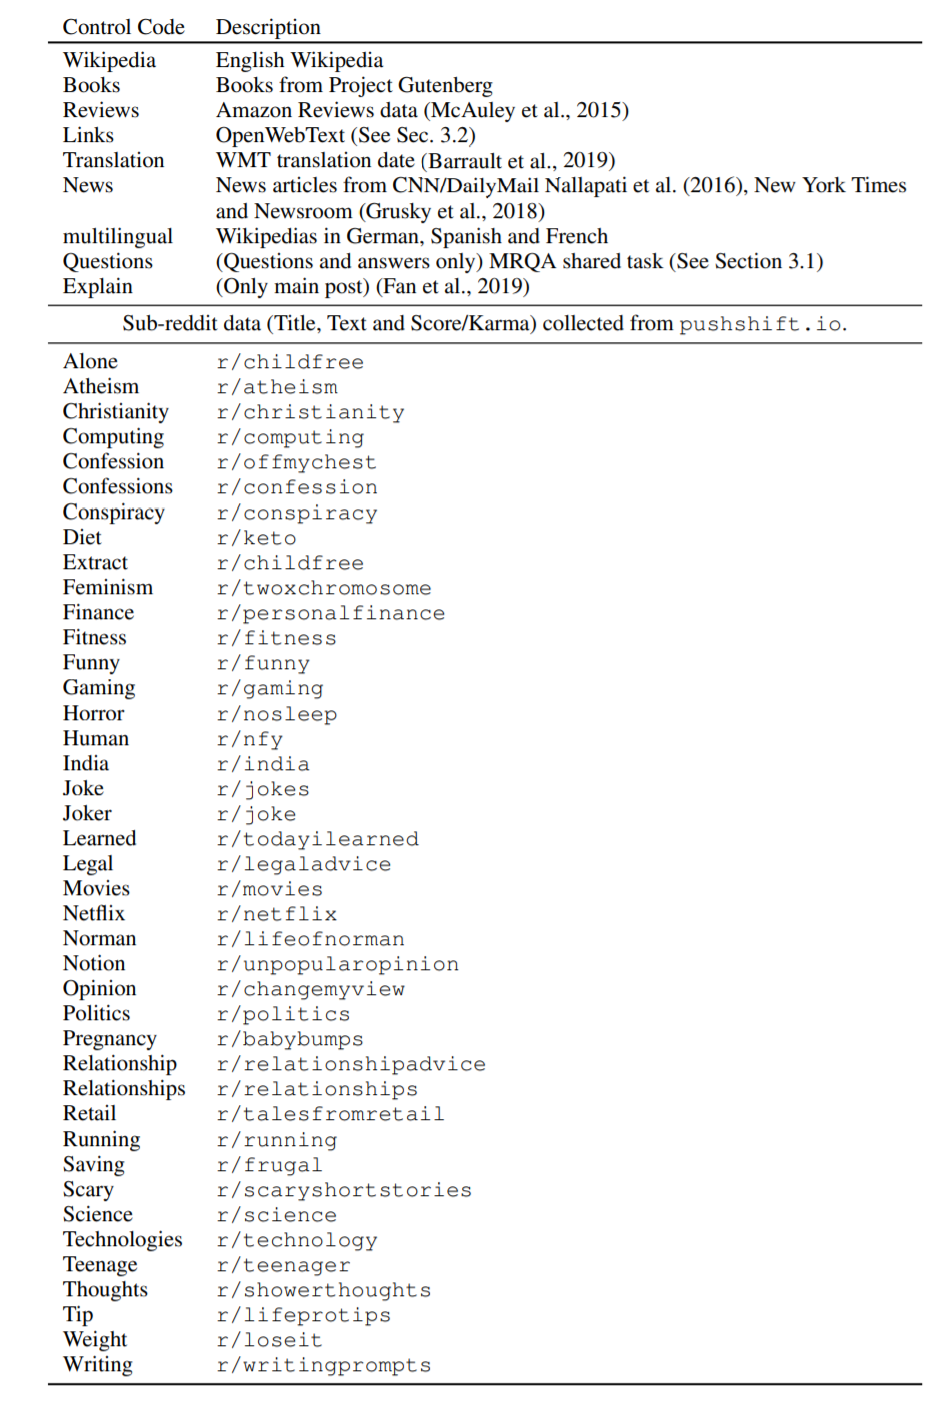 Control Code Description
Wikipedia English Wikipedia
Books Books from Project Gutenberg
Reviews Amazon Reviews data (McAuley et al., 2015)
Links OpenWebText (See Sec. 3.2)
Translation WMT translation date (Barrault et al., 2019)
News News articles from CNN/DailyMail Nallapati et al. (2016), New York Times
and Newsroom (Grusky et al., 2018)
multilingual Wikipedias in German, Spanish and French
Questions (Questions and answers only) MRQA shared task (See Section 3.1)
Explain (Only main post) (Fan et al., 2019)
Sub-reddit data (Title, Text and Score/Karma) collected from pushshift.io.
Alone r/childfree
Atheism r/atheism
Christianity r/christianity
Computing r/computing
Confession r/offmychest
Confessions r/confession
Conspiracy r/conspiracy
Diet r/keto
Extract r/childfree
Feminism r/twoxchromosome
Finance r/personalfinance
Fitness r/fitness
Funny r/funny
Gaming r/gaming
Horror r/nosleep
Human r/nfy
India r/india
Joke r/jokes
Joker r/joke
Learned r/todayilearned
Legal r/legaladvice
Movies r/movies
Netflix r/netflix
Norman r/lifeofnorman
Notion r/unpopularopinion
Opinion r/changemyview
Politics r/politics
Pregnancy r/babybumps
Relationship r/relationshipadvice
Relationships r/relationships
Retail r/talesfromretail
Running r/running
Saving r/frugal
Scary r/scaryshortstories
Science r/science
Technologies r/technology
Teenage r/teenager
Thoughts r/showerthoughts
Tip r/lifeprotips
Weight r/loseit
Writing r/writingprompts